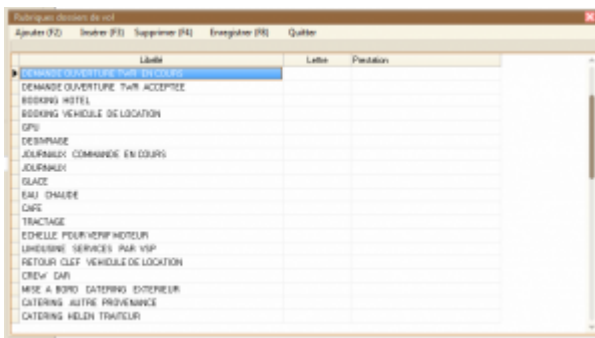 Rubriques dossiers de vol
Ajouter (F2) Insérer (F3) Supprimer (F4) Enregistrer (F8) Quitter
Libellé Lettre Prestation
DEMANDE OUVERTURE TWR EN COURS
DEMANDE OUVERTURE TWR ACCEPTEE
BOOKING HOTEL
BOOKING VEHICULE DE LOCATION
GPU
DEGIVRAGE
JOURNAUX COMMANDE EN COURS
JOURNAUX
GLACE
EAU CHAUDE
CAFE
TRACTAGE
ECHELLE POUR VERIF MOTEUR
LIMOUSINE SERVICES PAR VSP
RETOUR CLEF VEHICULE DE LOCATION
CREW CAR
MISE A BORD CATERING EXTERIEUR
CATERING AUTRE PROVENANCE
CATERING HELEN TRAITEUR